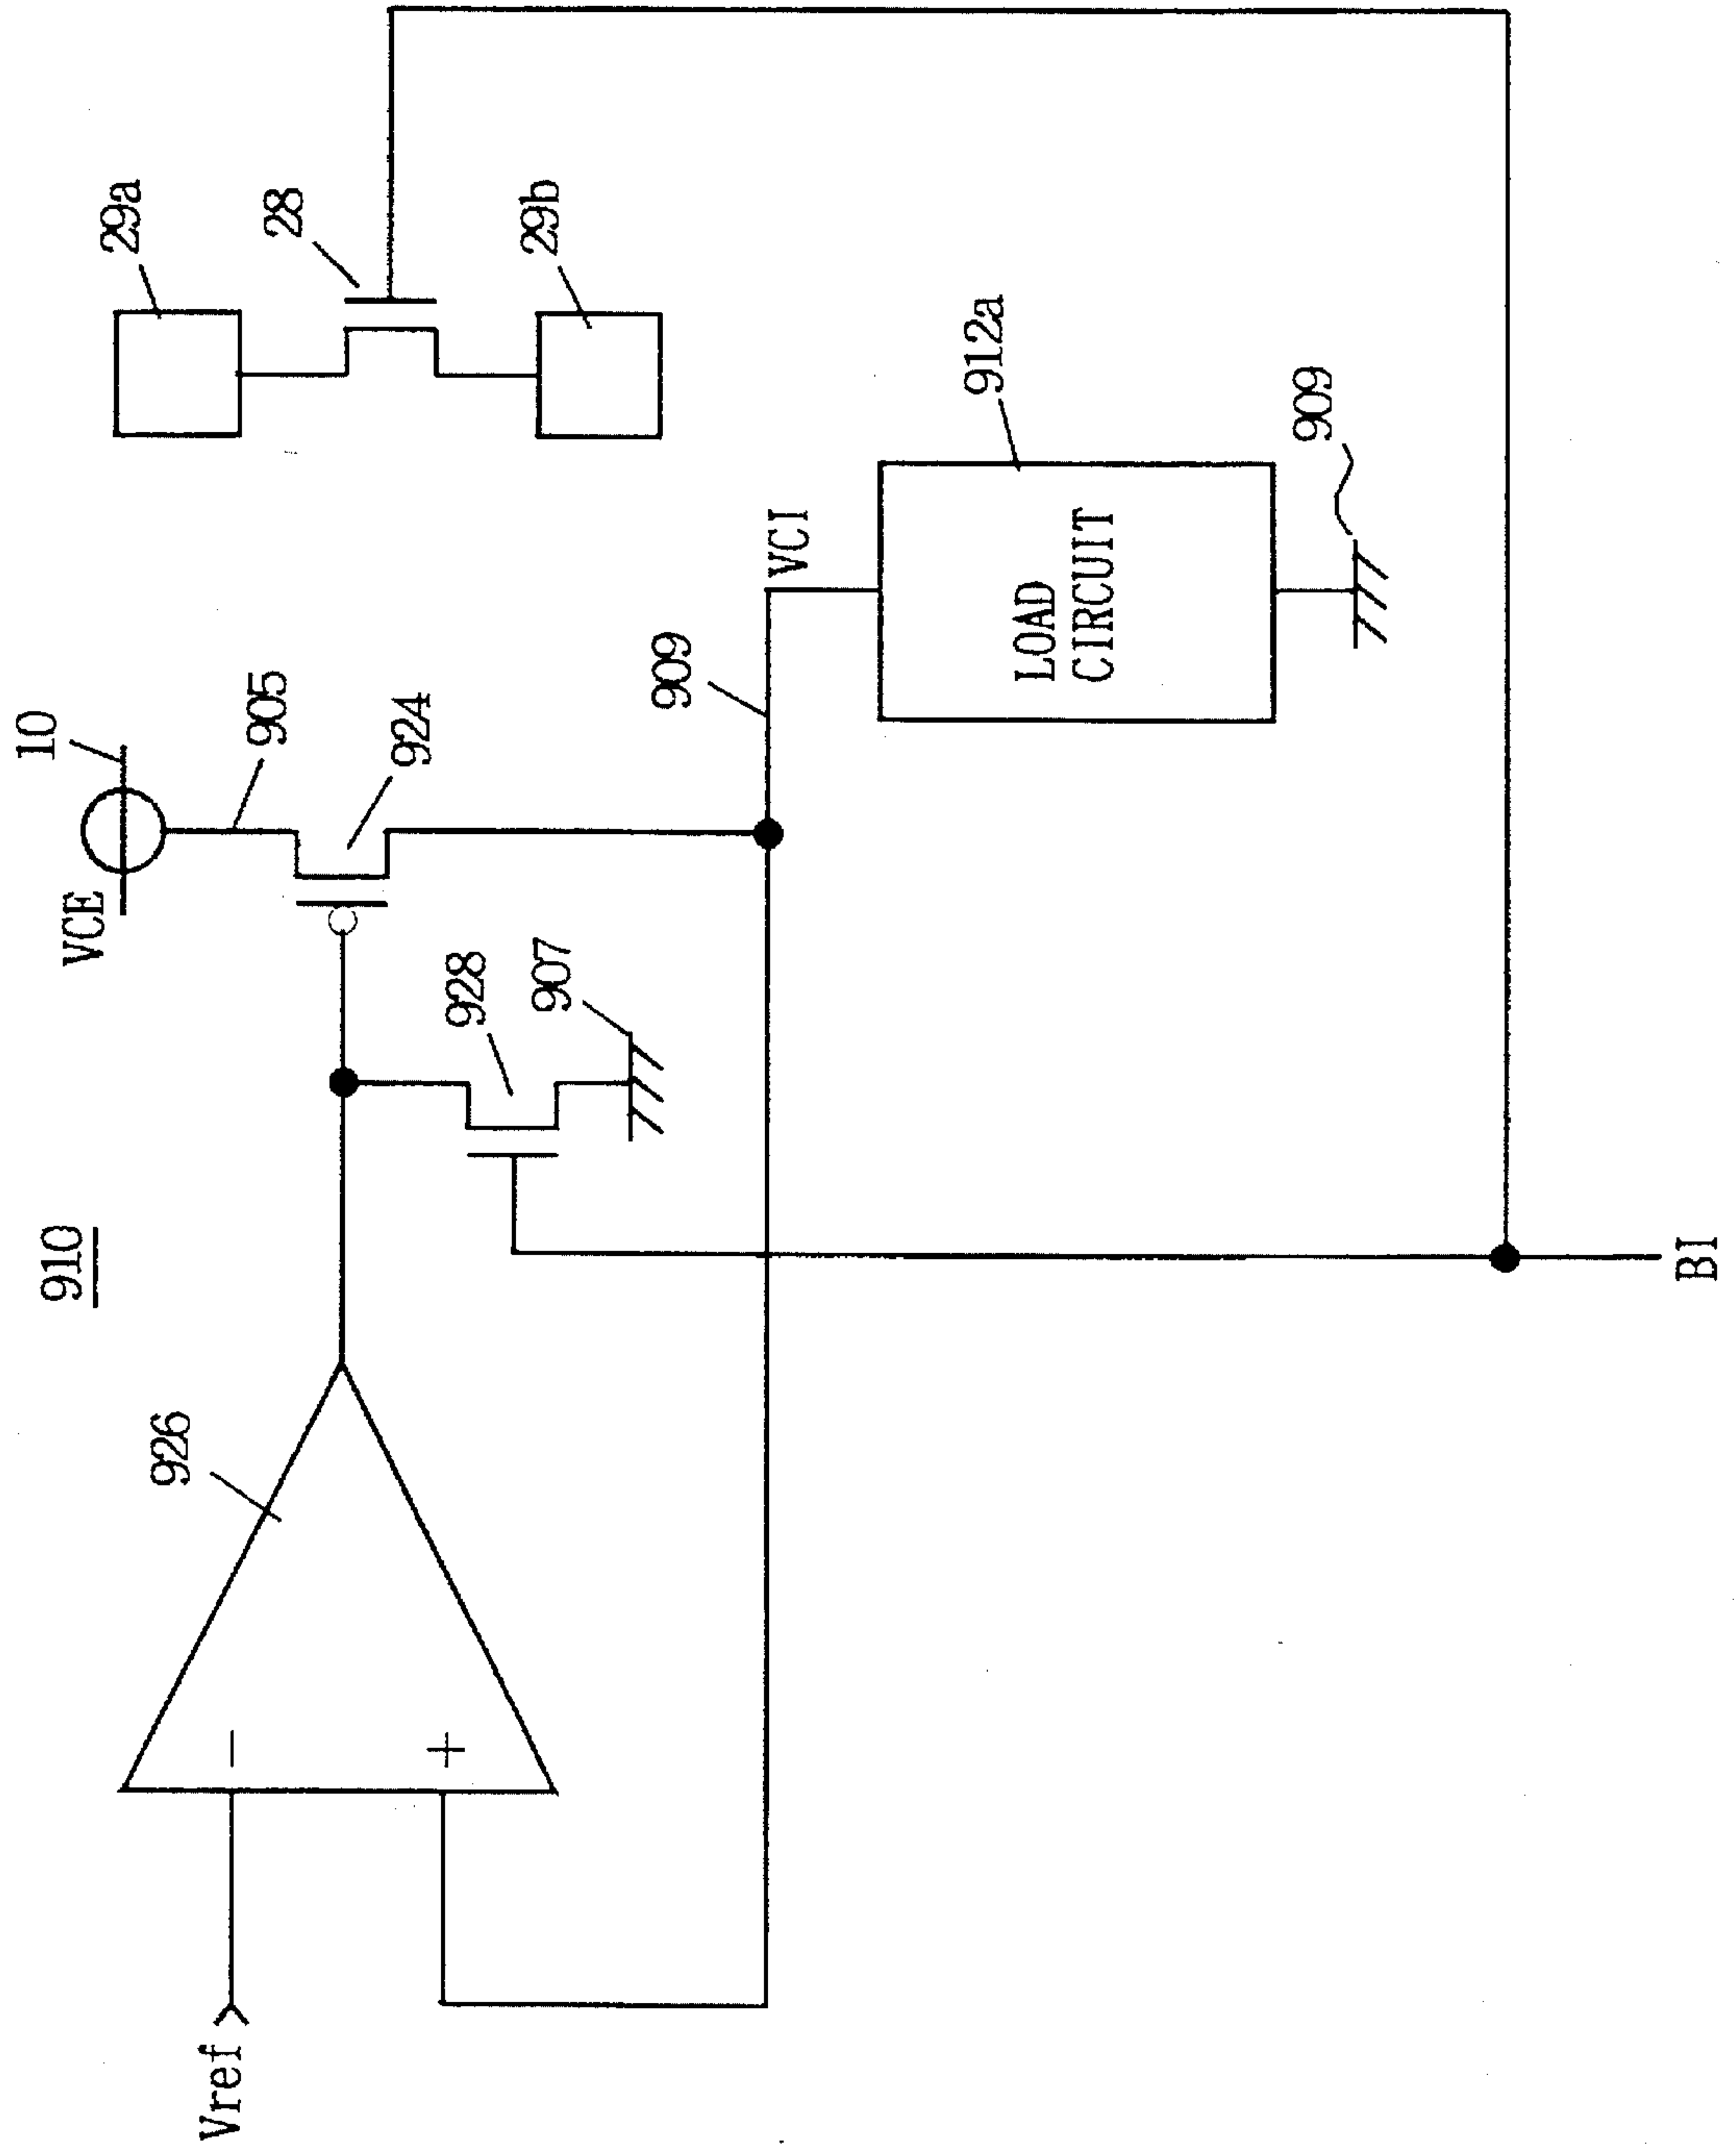 910
VCE
10
905
29a
926
924
28
928
907
29b
Vref
−
+
909
VCI
912a
LOAD
CIRCUIT
909
BI